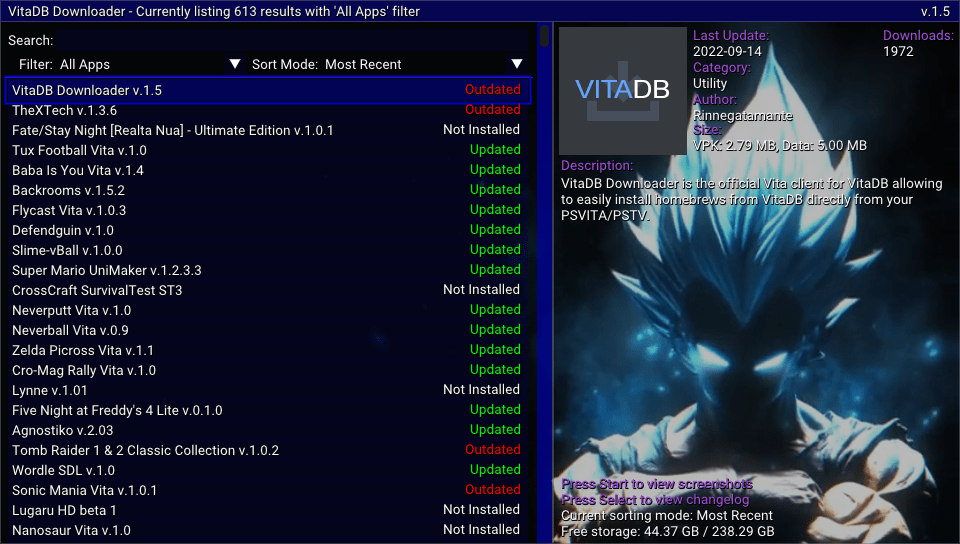 VitaDB Downloader - Currently listing 613 results with 'All Apps' filter
v.1.5
Search:
Filter: All Apps
Sort Mode: Most Recent
VitaDB Downloader v.1.5 Outdated
TheXTech v.1.3.6 Outdated
Fate/Stay Night [Realta Nua] - Ultimate Edition v.1.0.1 Not Installed
Tux Football Vita v.1.0 Updated
Baba Is You Vita v.1.4 Updated
Backrooms v.1.5.2 Updated
Flycast Vita v.1.0.3 Updated
Defendguin v.1.0 Updated
Slime-vBall v.1.0.0 Updated
Super Mario UniMaker v.1.2.3.3 Updated
CrossCraft SurvivalTest ST3 Not Installed
Neverputt Vita v.1.0 Updated
Neverball Vita v.0.9 Updated
Zelda Picross Vita v.1.1 Updated
Cro-Mag Rally Vita v.1.0 Updated
Lynne v.1.01 Not Installed
Five Night at Freddy's 4 Lite v.0.1.0 Updated
Agnostiko v.2.03 Updated
Tomb Raider 1 & 2 Classic Collection v.1.0.2 Outdated
Wordle SDL v.1.0 Updated
Sonic Mania Vita v.1.0.1 Outdated
Lugaru HD beta 1 Not Installed
Nanosaur Vita v.1.0 Not Installed
VITADB
Last Update:
2022-09-14
Downloads:
1972
Category:
Utility
Author:
Rinnegatamante
Size:
VPK: 2.79 MB, Data: 5.00 MB
Description:
VitaDB Downloader is the official Vita client for VitaDB allowing
to easily install homebrews from VitaDB directly from your
PSVITA/PSTV.
Press Start to view screenshots
Press Select to view changelog
Current sorting mode: Most Recent
Free storage: 44.37 GB / 238.29 GB